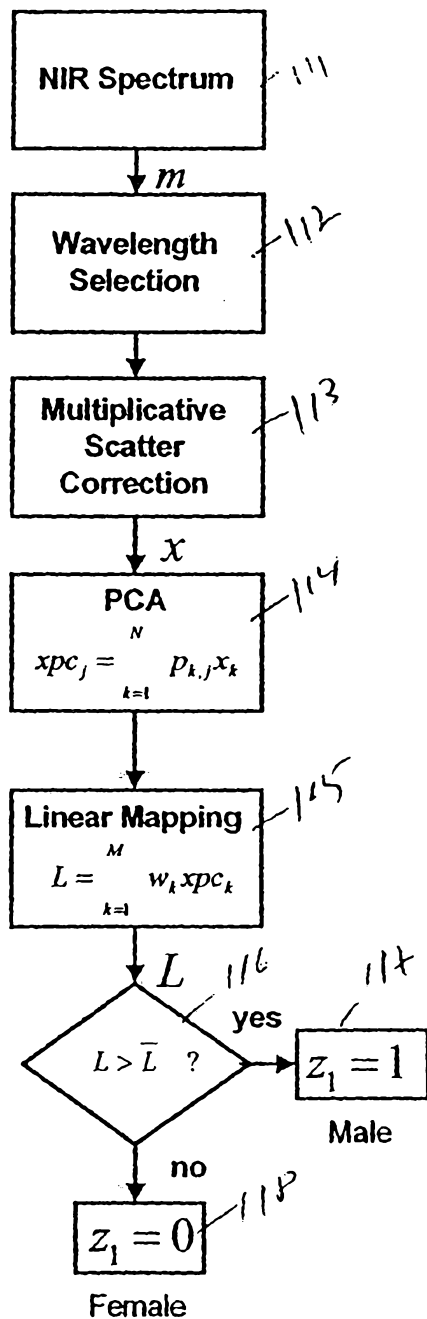 NIR Spectrum
111
m
Wavelength
Selection
112
Multiplicative
Scatter
Correction
113
x
PCA
114
N
xpc_j = p_{k,j} x_k
k=1
Linear Mapping
115
M
L = w_k xpc_k
k=1
L
116
L > L̅ ?
yes
117
z_1 = 1
Male
no
118
z_1 = 0
Female